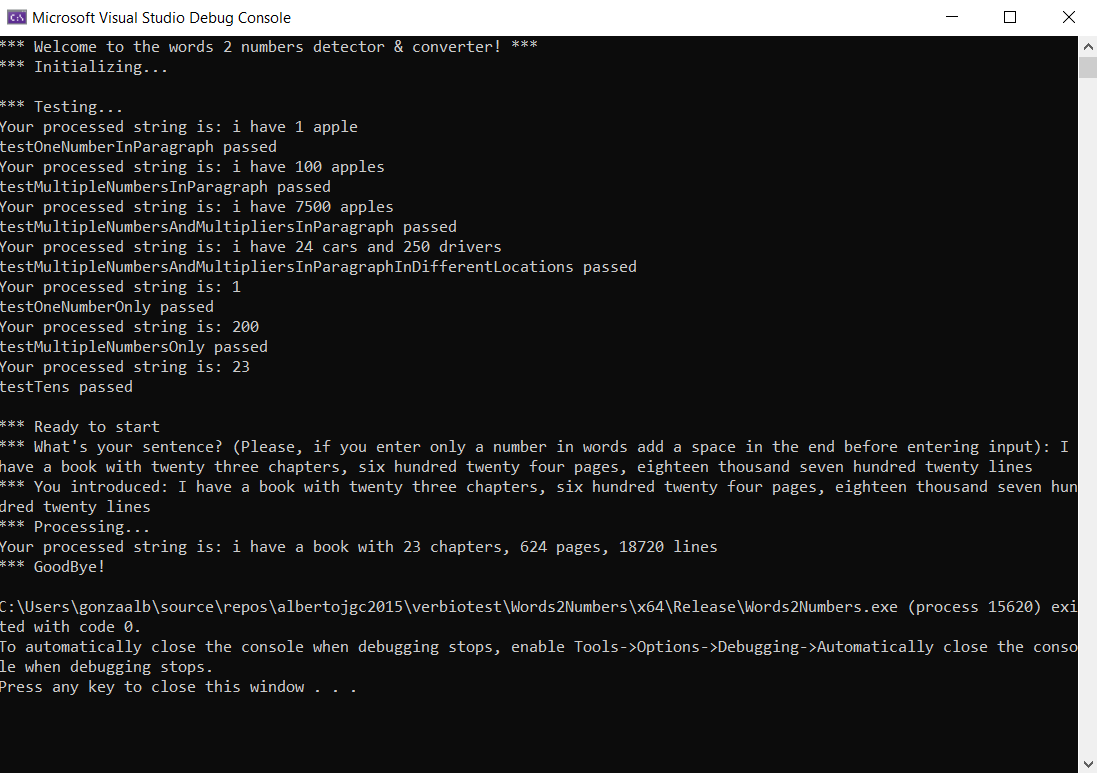 Microsoft Visual Studio Debug Console
*** Welcome to the words 2 numbers detector & converter! ***
*** Initializing...
*** Testing...
Your processed string is: i have 1 apple
testOneNumberInParagraph passed
Your processed string is: i have 100 apples
testMultipleNumbersInParagraph passed
Your processed string is: i have 7500 apples
testMultipleNumbersAndMultipliersInParagraph passed
Your processed string is: i have 24 cars and 250 drivers
testMultipleNumbersAndMultipliersInParagraphInDifferentLocations passed
Your processed string is: 1
testOneNumberOnly passed
Your processed string is: 200
testMultipleNumbersOnly passed
Your processed string is: 23
testTens passed
*** Ready to start
*** What's your sentence? (Please, if you enter only a number in words add a space in the end before entering input): I
have a book with twenty three chapters, six hundred twenty four pages, eighteen thousand seven hundred twenty lines
*** You introduced: I have a book with twenty three chapters, six hundred twenty four pages, eighteen thousand seven hun
dred twenty lines
*** Processing...
Your processed string is: i have a book with 23 chapters, 624 pages, 18720 lines
*** GoodBye!
C:\Users\gonzaalb\source\repos\albertojgc2015\verbiotest\Words2Numbers\x64\Release\Words2Numbers.exe (process 15620) exi
ted with code 0.
To automatically close the console when debugging stops, enable Tools->Options->Debugging->Automatically close the conso
le when debugging stops.
Press any key to close this window . . .